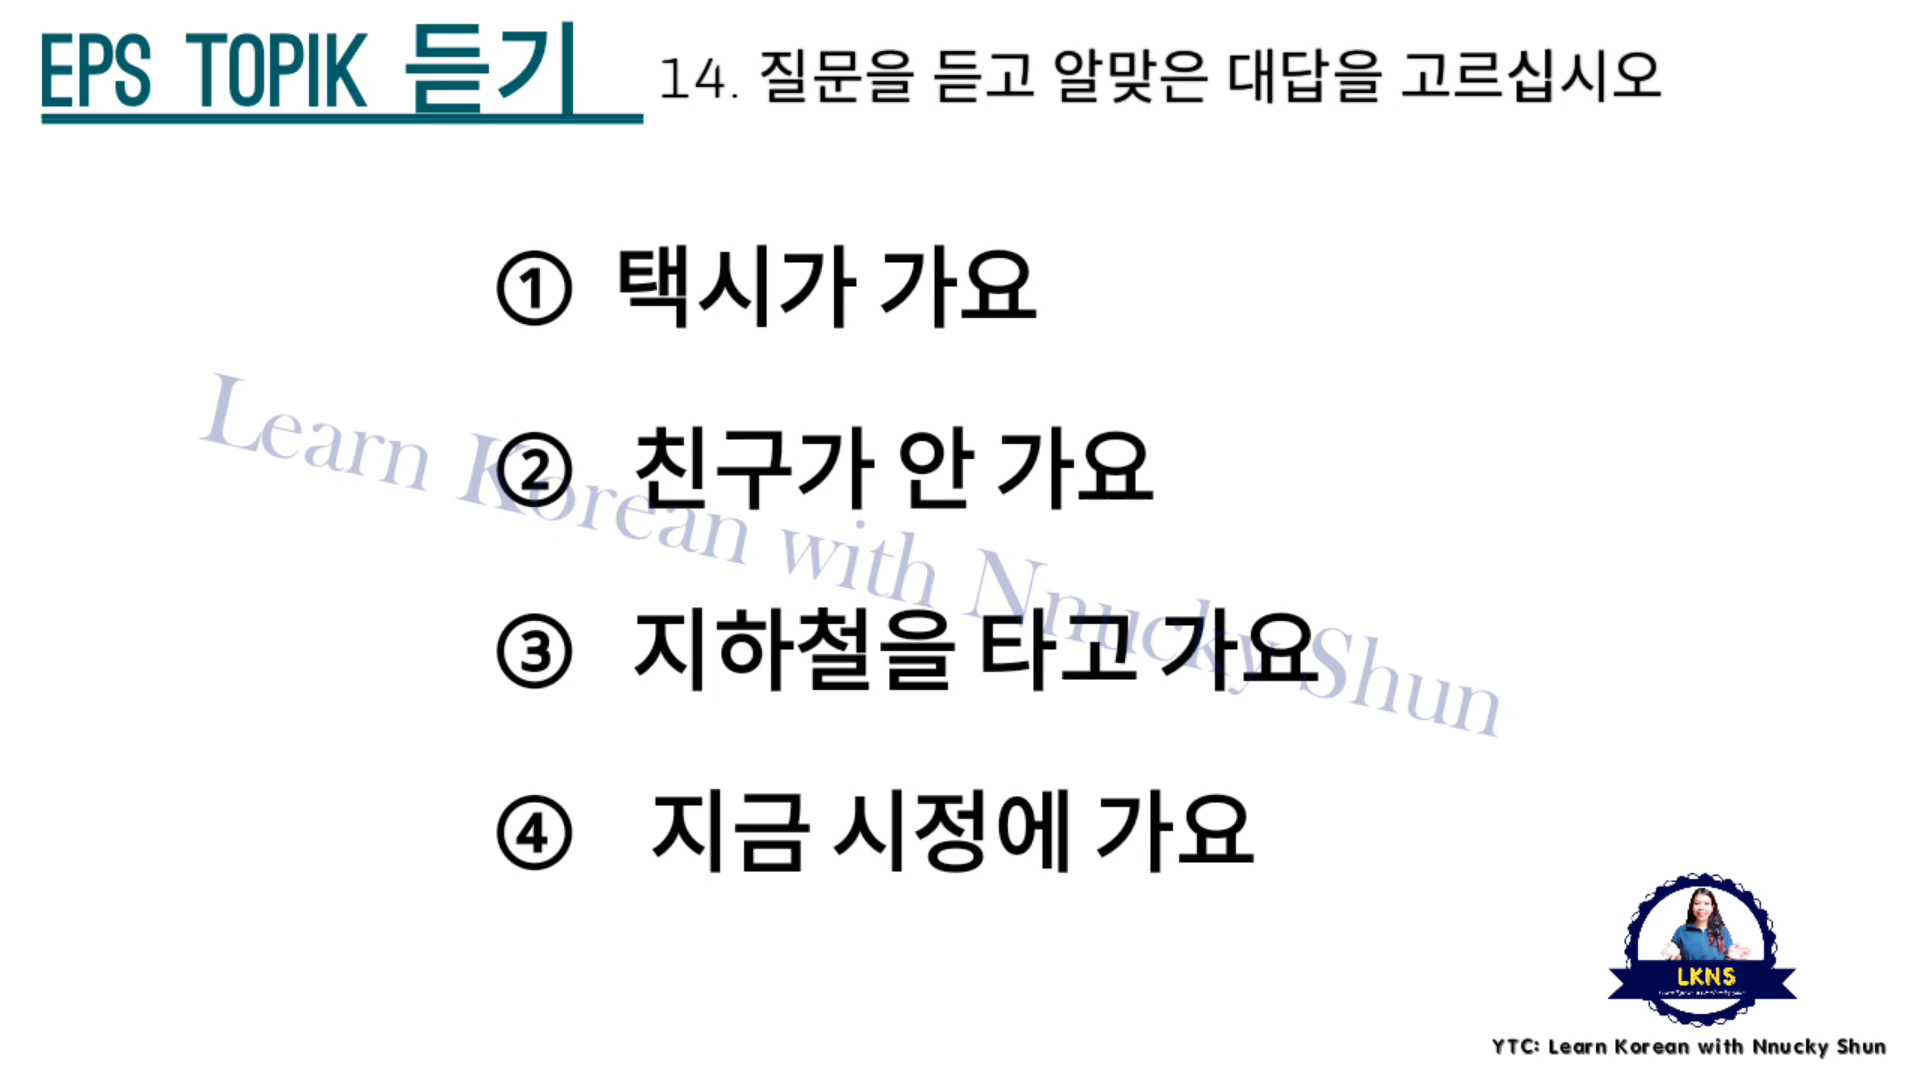 EPS TOPIK 듣기 14. 질문을 듣고 알맞은 대답을 고르십시오
① 택시가 가요
② 친구가 안 가요
③ 지하철을 타고 가요
④ 지금 시정에 가요
Learn Korean with Nnucky Shun
LKNS
YTC: Learn Korean with Nnucky Shun